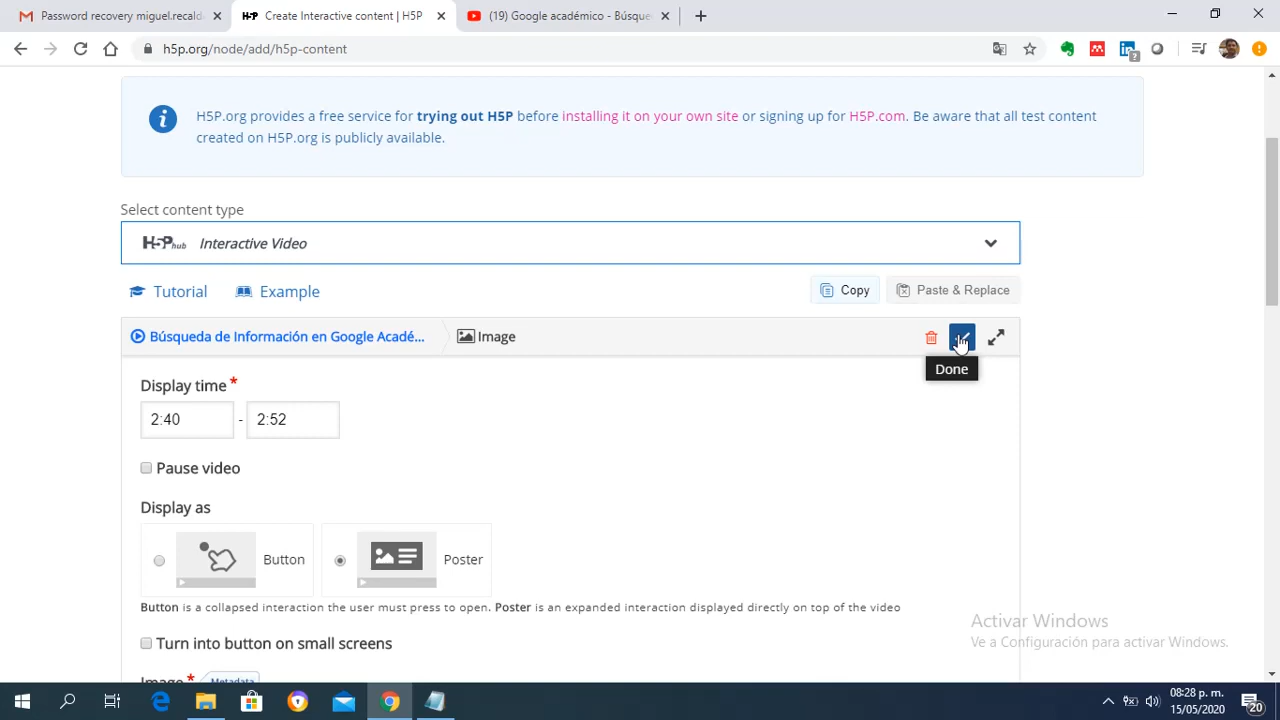 Password recovery miguel.recald
Create Interactive content | H5P
(19) Google académico - Búsque
h5p.org/node/add/h5p-content
H5P.org provides a free service for trying out H5P before installing it on your own site or signing up for H5P.com. Be aware that all test content
created on H5P.org is publicly available.
Select content type
H5P hub Interactive Video
Tutorial
Example
Copy
Paste & Replace
Búsqueda de Información en Google Acadé...
Image
Done
Display time *
2:40 - 2:52
Pause video
Display as
Button
Poster
Button is a collapsed interaction the user must press to open. Poster is an expanded interaction displayed directly on top of the video
Turn into button on small screens
Image * Metadata
Activar Windows
Ve a Configuración para activar Windows.
08:28 p. m.
15/05/2020
20